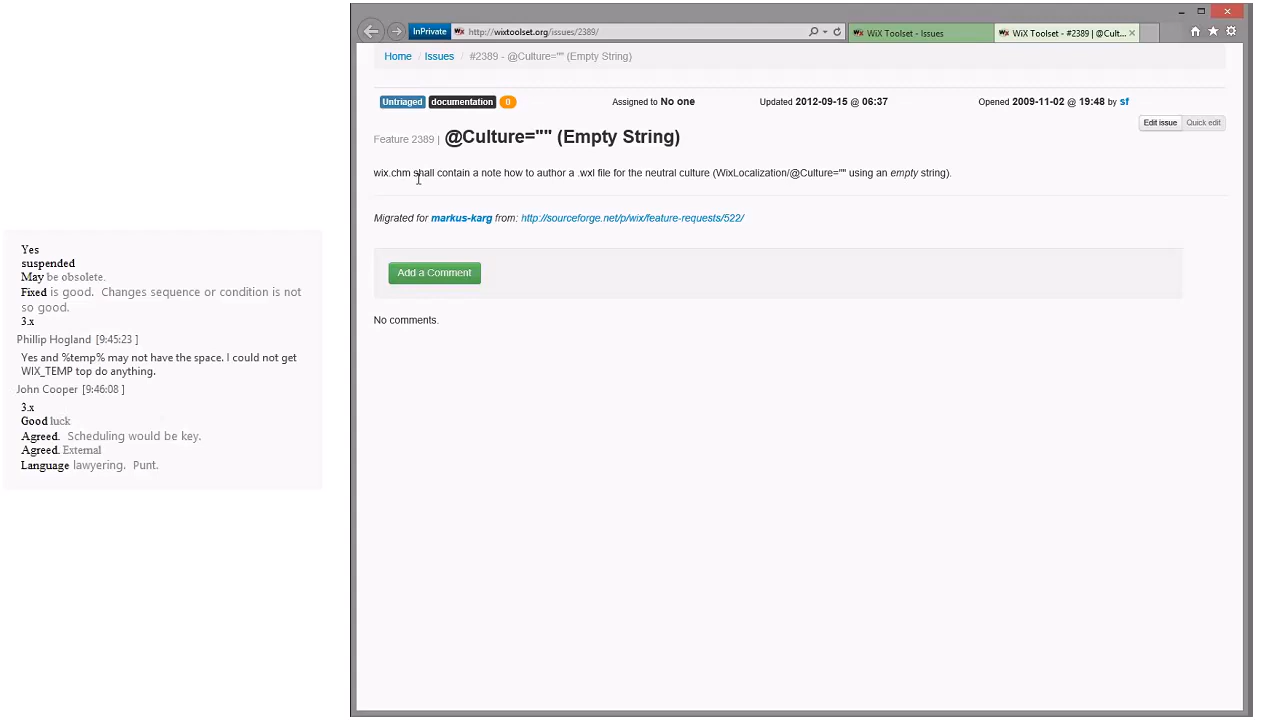 Yes
suspended
May be obsolete.
Fixed is good.  Changes sequence or condition is not
so good.
3.x
Phillip Hogland [9:45:23 ]
Yes and %temp% may not have the space. I could not get
WIX_TEMP top do anything.
John Cooper [9:46:08 ]
3.x
Good luck
Agreed.  Scheduling would be key.
Agreed. External
Language lawyering.  Punt.
InPrivate http://wixtoolset.org/issues/2389/ WiX Toolset - Issues WiX Toolset - #2389 | @Cult...
Home / Issues / #2389 - @Culture="" (Empty String)
Untriaged documentation 0 Assigned to No one Updated 2012-09-15 @ 06:37 Opened 2009-11-02 @ 19:48 by sf
Edit issue Quick edit
Feature 2389 | @Culture="" (Empty String)
wix.chm shall contain a note how to author a .wxl file for the neutral culture (WixLocalization/@Culture="" using an empty string).
Migrated for markus-karg from: http://sourceforge.net/p/wix/feature-requests/522/
Add a Comment
No comments.